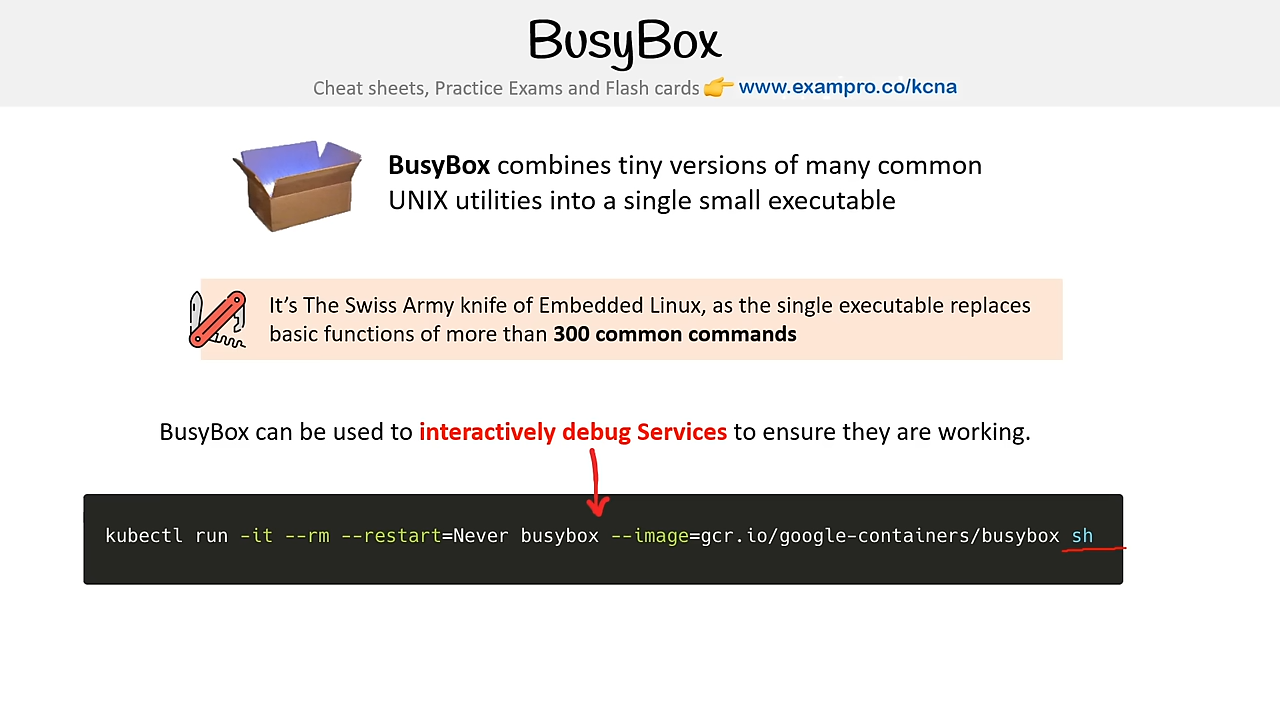 BusyBox
Cheat sheets, Practice Exams and Flash cards 👉 www.exampro.co/kcna
BusyBox combines tiny versions of many common
UNIX utilities into a single small executable
It’s The Swiss Army knife of Embedded Linux, as the single executable replaces
basic functions of more than 300 common commands
BusyBox can be used to interactively debug Services to ensure they are working.
kubectl run -it --rm --restart=Never busybox --image=gcr.io/google-containers/busybox sh